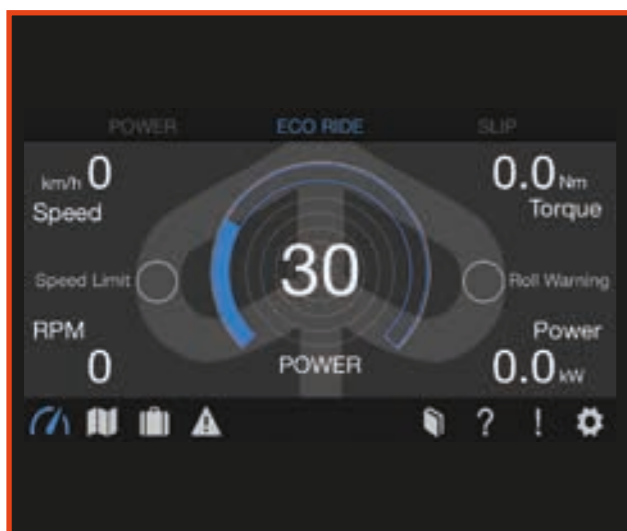 POWER ECO RIDE SLIP
km/h 0
Speed
0.0 Nm
Torque
Speed Limit
30
Roll Warning
RPM
0
POWER
Power
0.0 kW
?
!